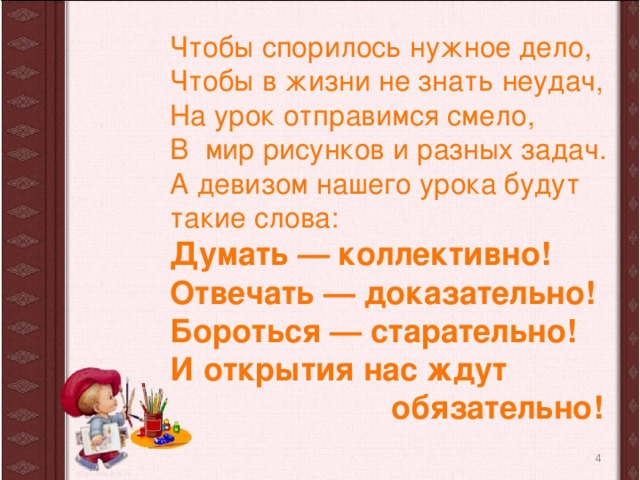 Чтобы спорилось нужное дело,
Чтобы в жизни не знать неудач,
На урок отправимся смело,
В  мир рисунков и разных задач.
А девизом нашего урока будут
такие слова:
Думать — коллективно!
Отвечать — доказательно!
Бороться — старательно!
И открытия нас ждут
обязательно!
4